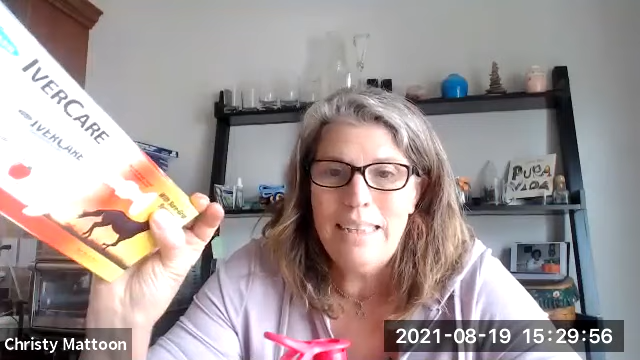 IVERCARE
IVERCARE
PURA
VIDA
Christy Mattoon
2021-08-19 15:29:56